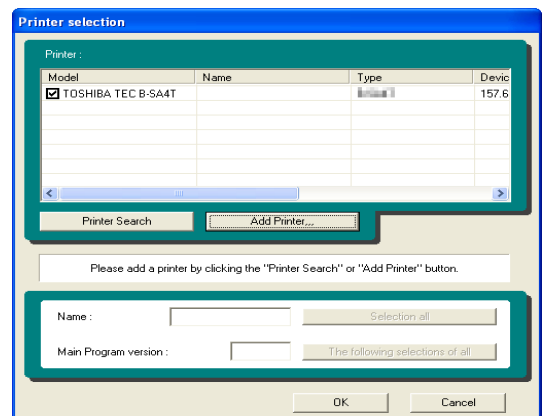 Printer selection
Printer :
Model Name Type Devic
TOSHIBA TEC B-SA4T 157.6
Printer Search Add Printer,,,
Please add a printer by clicking the "Printer Search" or "Add Printer" button.
Name : Selection all
Main Program version : The following selections of all
OK Cancel